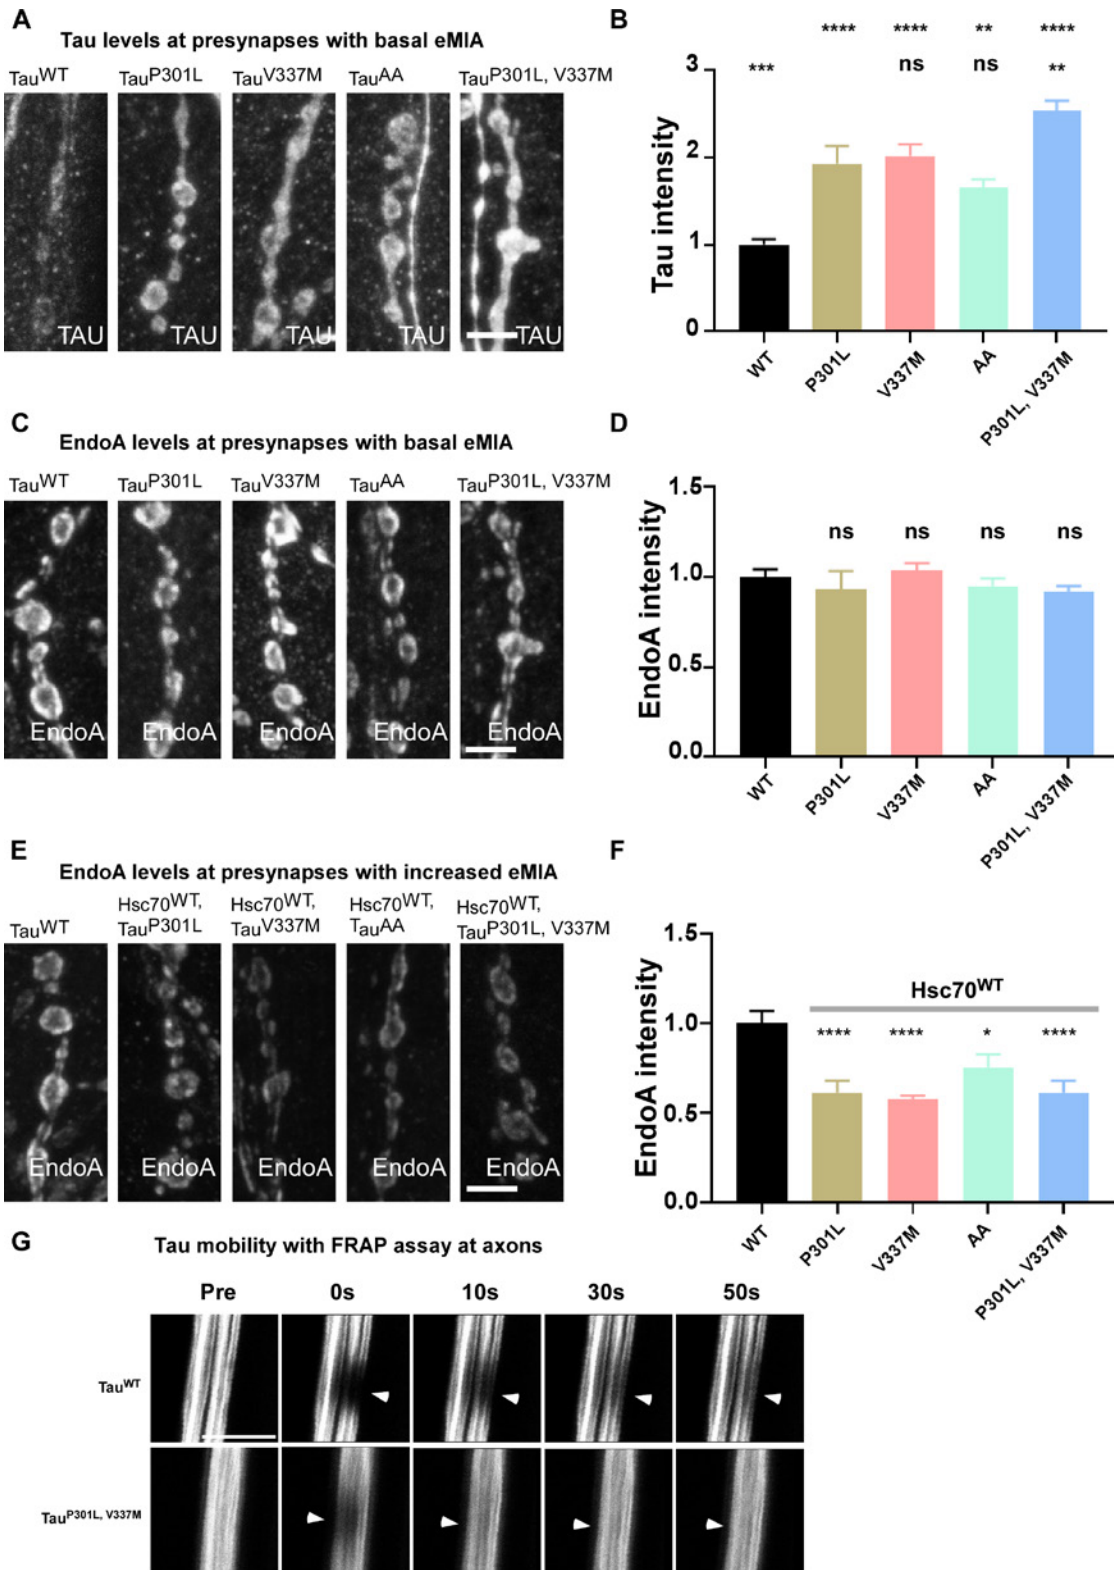 A
Tau levels at presynapses with basal eMIA
TauWT TauP301L TauV337M TauAA TauP301L, V337M
TAU TAU TAU TAU TAU
B
**** **** ** ****
*** ns ns **
Tau intensity
3
2
1
0
WT P301L V337M AA P301L, V337M
C
EndoA levels at presynapses with basal eMIA
TauWT TauP301L TauV337M TauAA TauP301L, V337M
EndoA EndoA EndoA EndoA EndoA
D
ns ns ns ns
EndoA intensity
1.5
1.0
0.5
0.0
WT P301L V337M AA P301L, V337M
E
EndoA levels at presynapses with increased eMIA
Hsc70WT, Hsc70WT, Hsc70WT, Hsc70WT,
TauWT TauP301L TauV337M TauAA TauP301L, V337M
EndoA EndoA EndoA EndoA EndoA
F
Hsc70WT
**** **** * ****
EndoA intensity
1.5
1.0
0.5
0.0
WT P301L V337M AA P301L, V337M
G
Tau mobility with FRAP assay at axons
Pre 0s 10s 30s 50s
TauWT
TauP301L, V337M